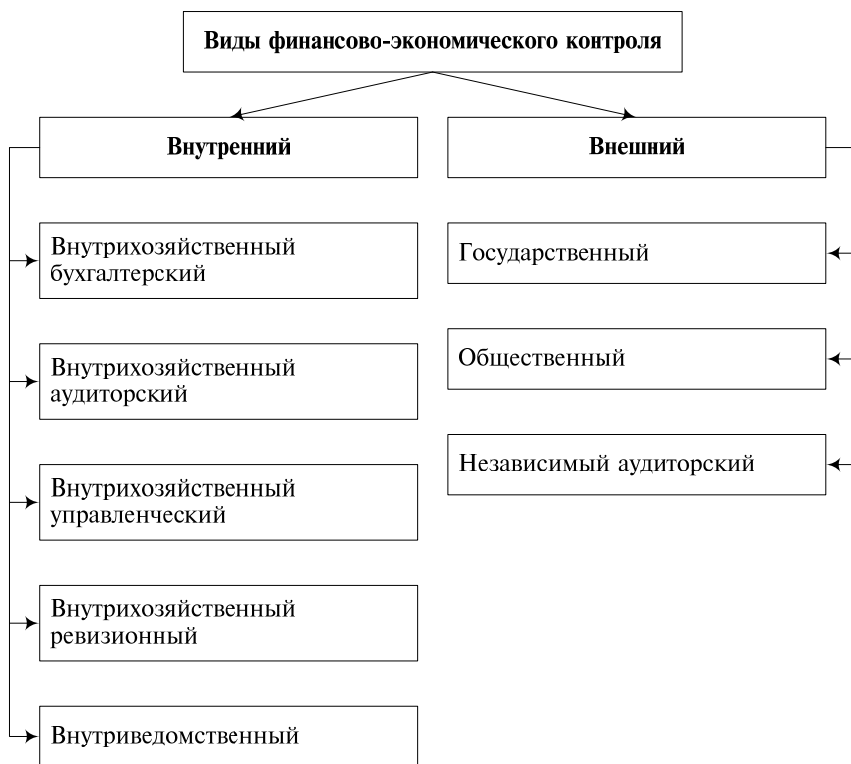 Виды финансово-экономического контроля
Внутренний
Внутрихозяйственный
бухгалтерский
Внутрихозяйственный
аудиторский
Внутрихозяйственный
управленческий
Внутрихозяйственный
ревизионный
Внутриведомственный
Внешний
Государственный
Общественный
Независимый аудиторский